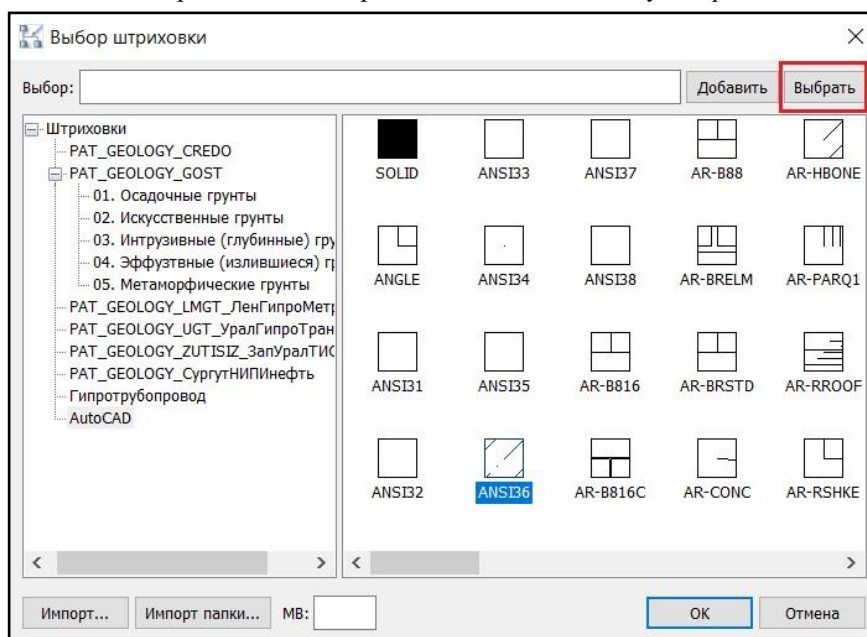 Выбор штриховки
Выбор:
Добавить
Выбрать
Штриховки
PAT_GEOLOGY_CREDO
PAT_GEOLOGY_GOST
01. Осадочные грунты
02. Искусственные грунты
03. Интрузивные (глубинные) гру
04. Эффузтвные (излившиеся) г
05. Метаморфические грунты
PAT_GEOLOGY_LMGT_ЛенГипроМетр
PAT_GEOLOGY_UGT_УралГипроТран
PAT_GEOLOGY_ZUTISIZ_ЗапУралТИС
PAT_GEOLOGY_СургутНИПИнефть
Гипротрубопровод
AutoCAD
SOLID ANSI33 ANSI37 AR-B88 AR-HBONE
ANGLE ANSI34 ANSI38 AR-BRELM AR-PARQ1
ANSI31 ANSI35 AR-B816 AR-BRSTD AR-RROOF
ANSI32 ANSI36 AR-B816C AR-CONC AR-RSHKE
Импорт... Импорт папки... МВ: OK Отмена